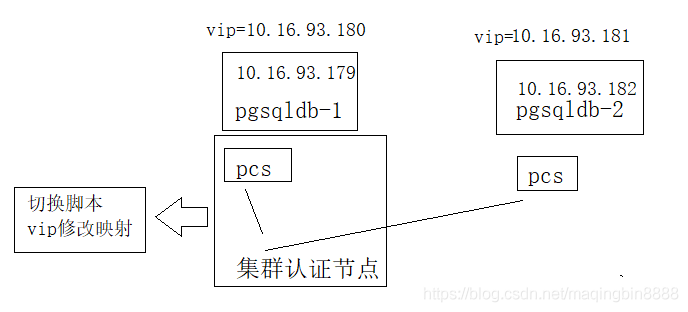 vip=10.16.93.180
vip=10.16.93.181
10.16.93.179
pgsqldb-1
10.16.93.182
pgsqldb-2
pcs
pcs
切换脚本
vip修改映射
集群认证节点
https://blog.csdn.net/maqingbin8888